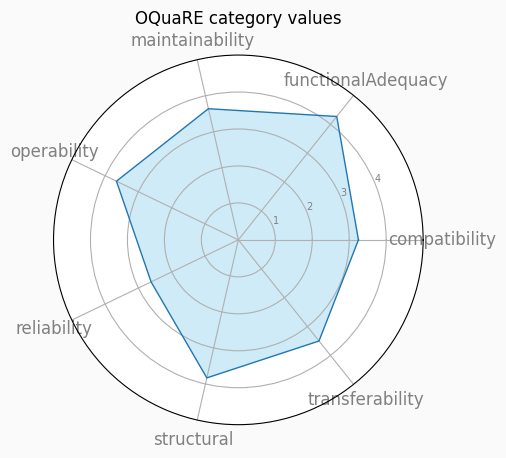 OQuaRE category values
maintainability
functionalAdequacy
operability
4
3
2
1
compatibility
reliability
transferability
structural